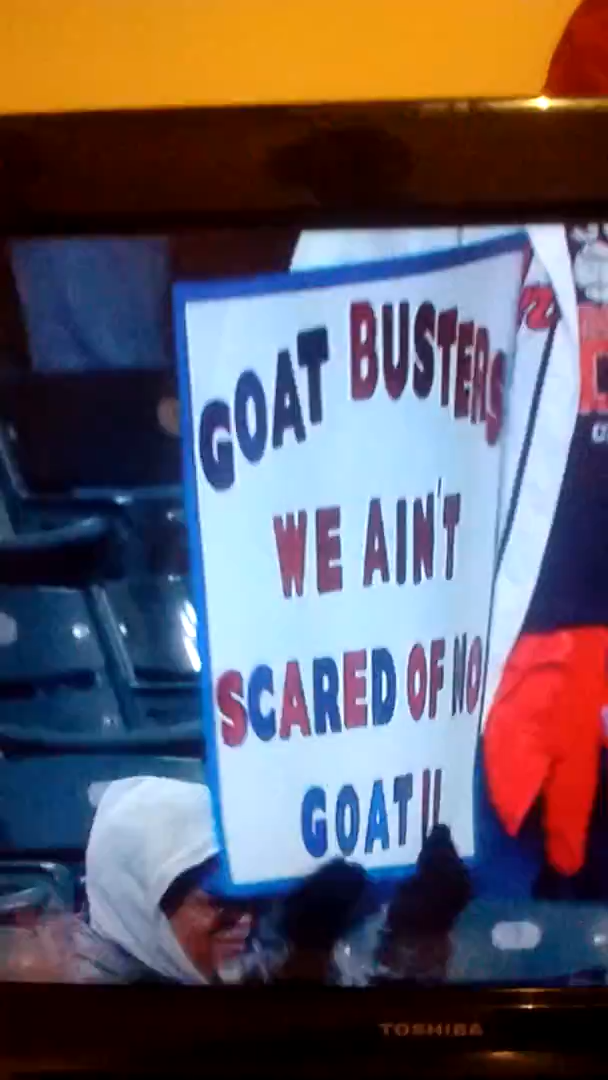 GOAT BUSTERS
WE AIN'T
SCARED OF NO
GOAT!!
TOSHIBA